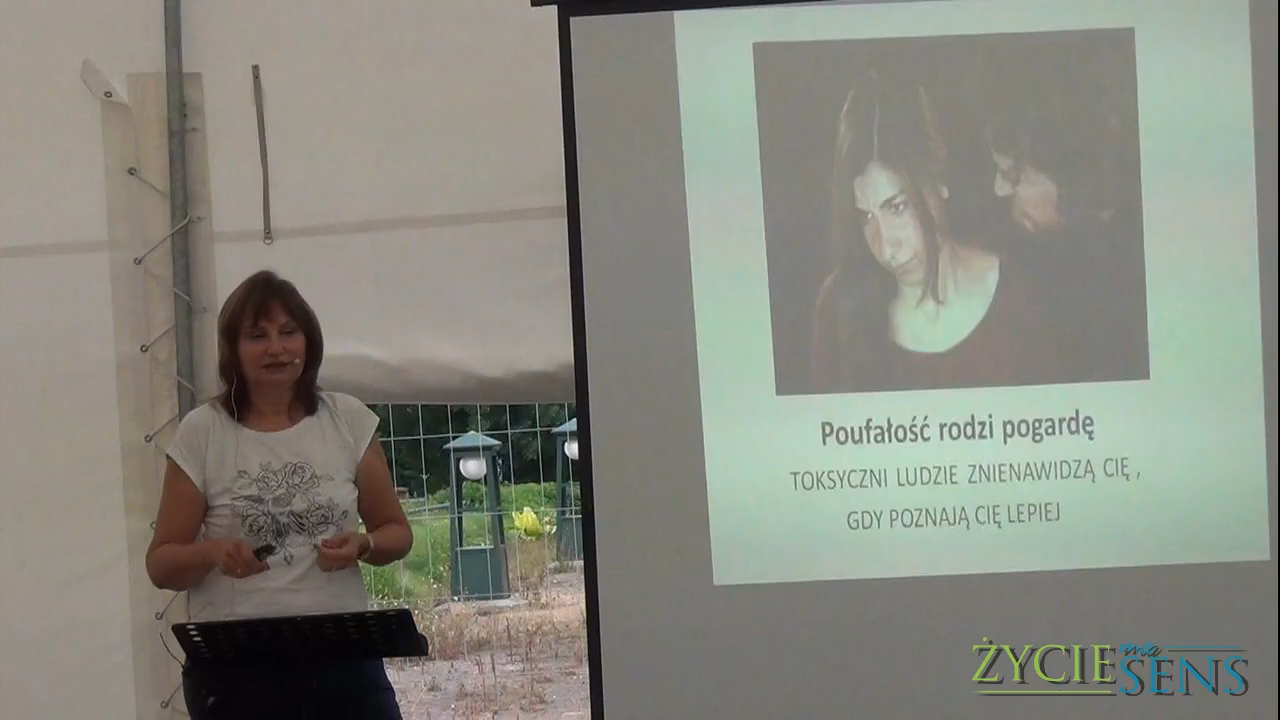 Poufałość rodzi pogardę
TOKSYCZNI LUDZIE ZNIENAWIDZĄ CIĘ ,
GDY POZNAJĄ CIĘ LEPIEJ
ŻYCIE ma SENS